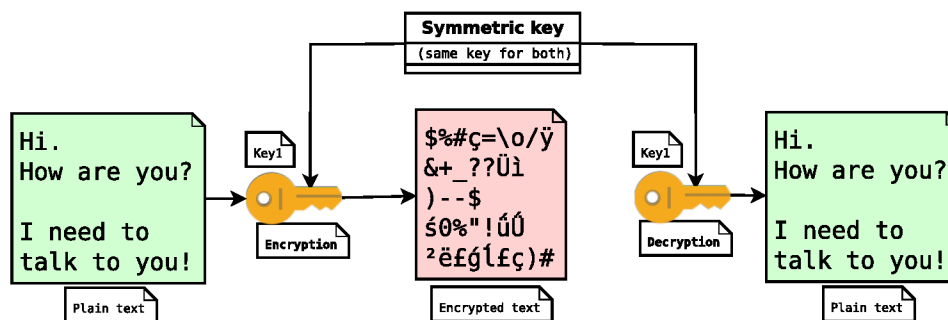 Symmetric key
(same key for both)
Hi.
How are you?
I need to
talk to you!
Plain text
Key1
Encryption
$%#ç=\o/ÿ
&+_??Üì
)--$
ś0%"!űǗ
²ë£ǵĺ£ç)#
Encrypted text
Key1
Decryption
Hi.
How are you?
I need to
talk to you!
Plain text